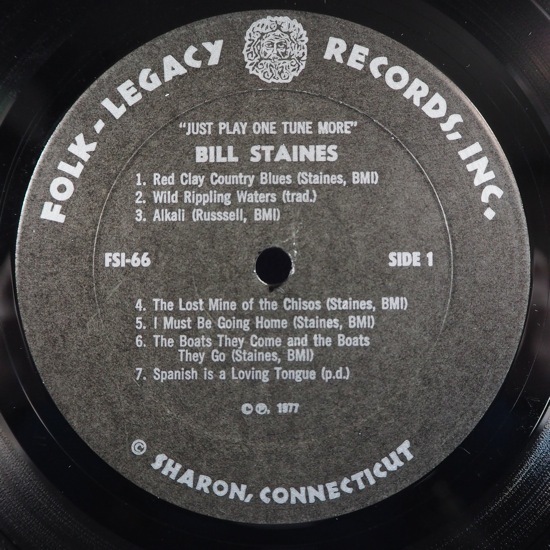 FOLK-LEGACY RECORDS, INC.
"JUST PLAY ONE TUNE MORE"
BILL STAINES
1. Red Clay Country Blues (Staines, BMI)
2. Wild Rippling Waters (trad.)
3. Alkali (Russsell, BMI)
FSI-66
SIDE 1
4. The Lost Mine of the Chisos (Staines, BMI)
5. I Must Be Going Home (Staines, BMI)
6. The Boats They Come and the Boats
They Go (Staines, BMI)
7. Spanish is a Loving Tongue (p.d.)
© ℗, 1977
© SHARON, CONNECTICUT